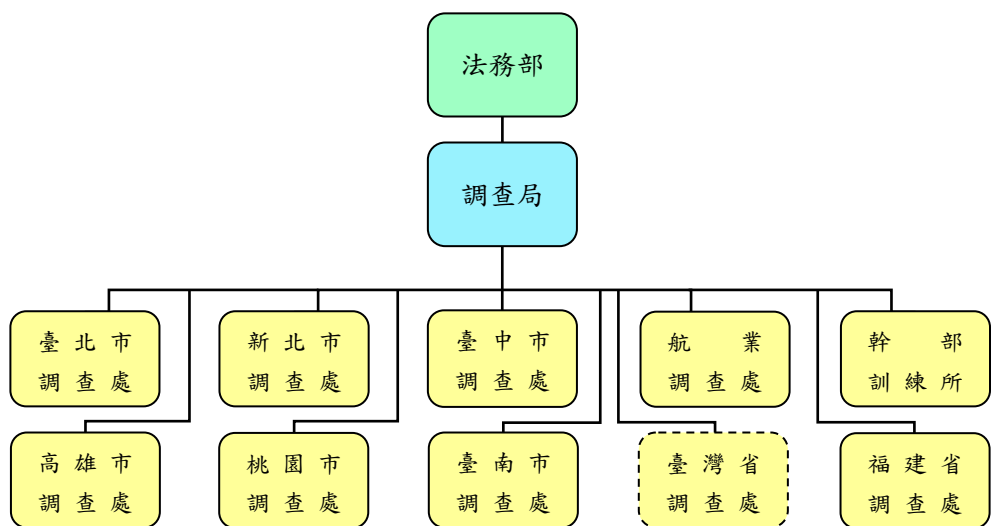 法務部
調查局
臺北市
調查處
新北市
調查處
臺中市
調查處
航業
調查處
幹部
訓練所
高雄市
調查處
桃園市
調查處
臺南市
調查處
臺灣省
調查處
福建省
調查處